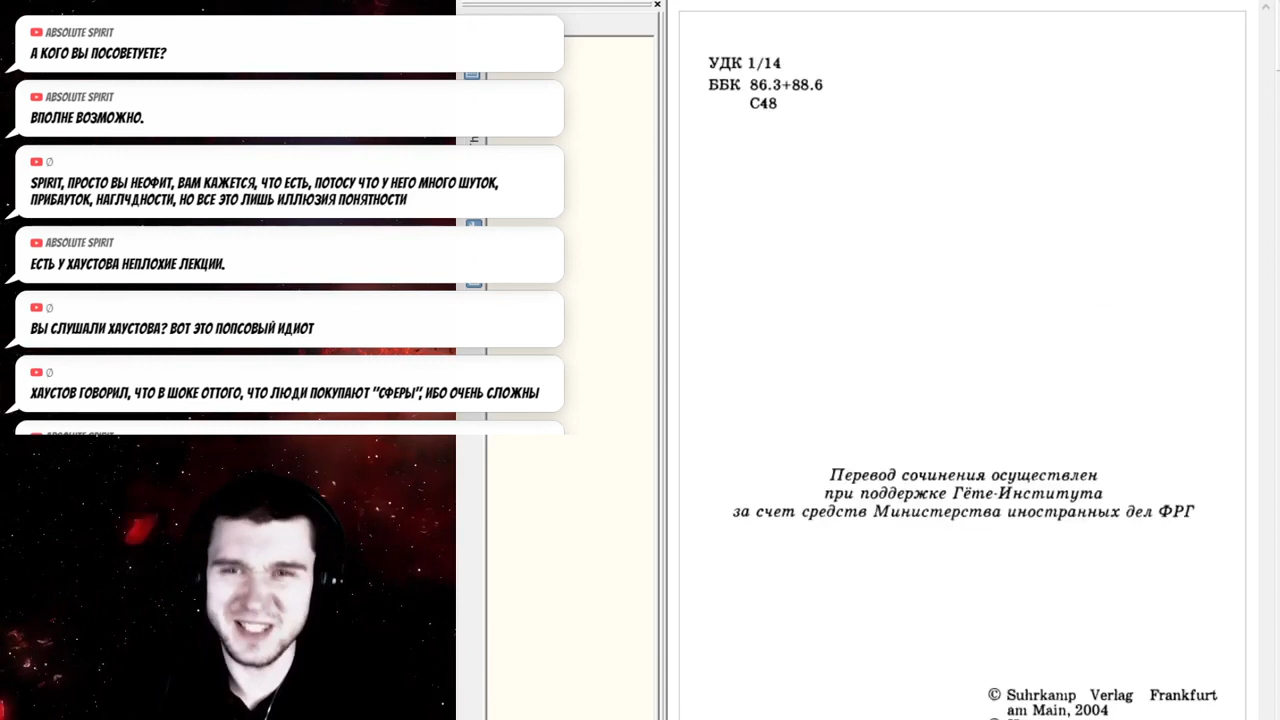 ABSOLUTE SPIRIT
А КОГО ВЫ ПОСОВЕТУЕТЕ?
ABSOLUTE SPIRIT
ВПОЛНЕ ВОЗМОЖНО.
Ø
SPIRIT, ПРОСТО ВЫ НЕОФИТ, ВАМ КАЖЕТСЯ, ЧТО ЕСТЬ, ПОТОСУ ЧТО У НЕГО МНОГО ШУТОК,
ПРИБАУТОК, НАГЛЧДНОСТИ, НО ВСЕ ЭТО ЛИШЬ ИЛЛЮЗИЯ ПОНЯТНОСТИ
ABSOLUTE SPIRIT
ЕСТЬ У ХАУСТОВА НЕПЛОХИЕ ЛЕКЦИИ.
Ø
ВЫ СЛУШАЛИ ХАУСТОВА? ВОТ ЭТО ПОПСОВЫЙ ИДИОТ
Ø
ХАУСТОВ ГОВОРИЛ, ЧТО В ШОКЕ ОТТОГО, ЧТО ЛЮДИ ПОКУПАЮТ "СФЕРЫ", ИБО ОЧЕНЬ СЛОЖНЫ
УДК 1/14
ББК 86.3+88.6
С48
Перевод сочинения осуществлен
при поддержке Гёте-Института
за счет средств Министерства иностранных дел ФРГ
© Suhrkamp Verlag Frankfurt
am Main, 2004